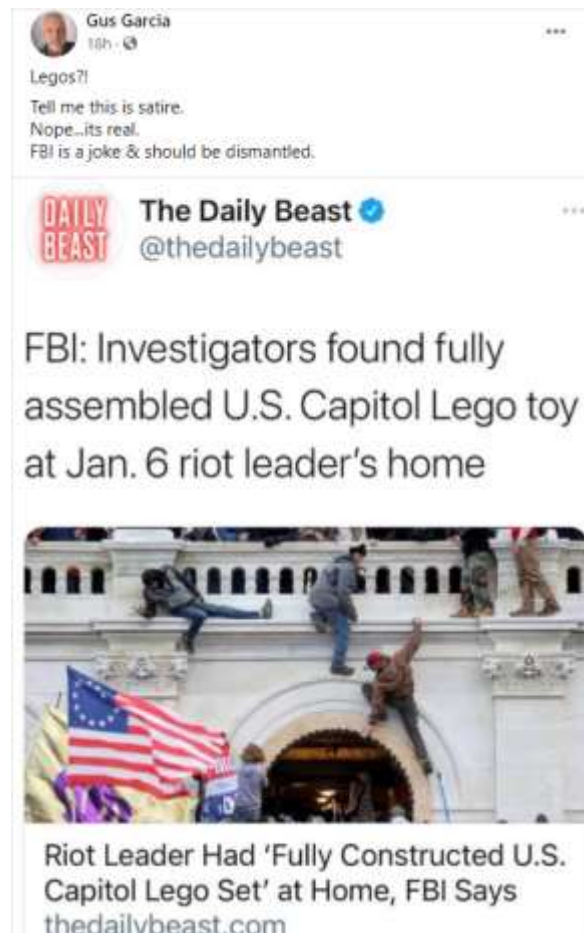 Gus Garcia
18h ·
Legos?!
Tell me this is satire.
Nope...its real.
FBI is a joke & should be dismantled.
DAILY
BEAST
The Daily Beast
@thedailybeast
FBI: Investigators found fully
assembled U.S. Capitol Lego toy
at Jan. 6 riot leader's home
Riot Leader Had 'Fully Constructed U.S.
Capitol Lego Set' at Home, FBI Says
thedailybeast.com